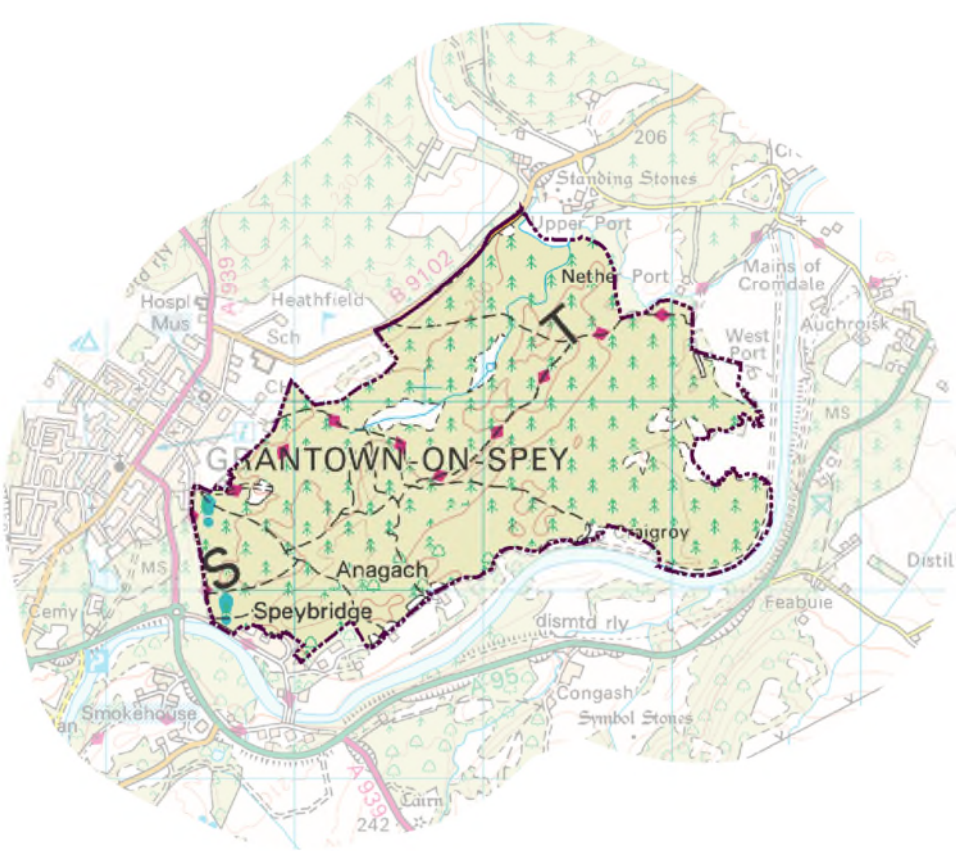 206
Standing Stones
Upper Port
Nethe
Port
Mains of
Cromdale
B 9102
A 939
Hospl
Mus
Heathfield
Sch
T
West
Port
Auchroisk
MS
GRANTOWN-ON-SPEY
Craigroy
S
MS
Anagach
Speybridge
Cemy
Distil
Feabuie
dismtd rly
A 95
P
Congash
Symbol Stones
Smokehouse
an
A 939
Cairn
242